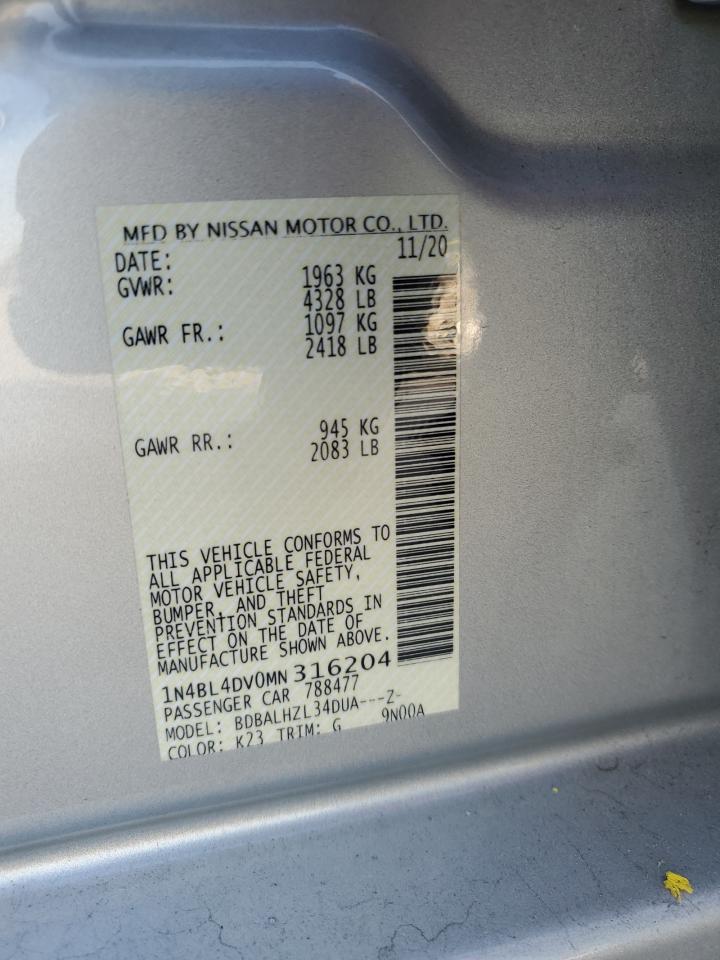 MFD BY NISSAN MOTOR CO., LTD.
DATE: 11/20
GVWR: 1963 KG
4328 LB
GAWR FR.: 1097 KG
2418 LB
GAWR RR.: 945 KG
2083 LB
THIS VEHICLE CONFORMS TO
ALL APPLICABLE FEDERAL
MOTOR VEHICLE SAFETY,
BUMPER, AND THEFT
PREVENTION STANDARDS IN
EFFECT ON THE DATE OF
MANUFACTURE SHOWN ABOVE.
1N4BL4DV0MN316204
PASSENGER CAR 788477
MODEL: BDBALHZL34DUA---Z-
COLOR: K23 TRIM: G 9N00A